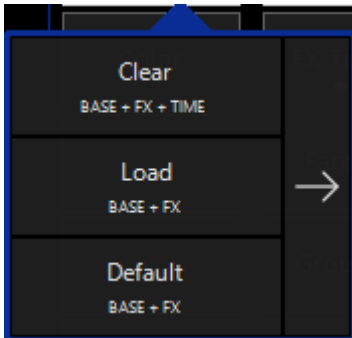 Clear
BASE + FX + TIME
Load
BASE + FX
Default
BASE + FX